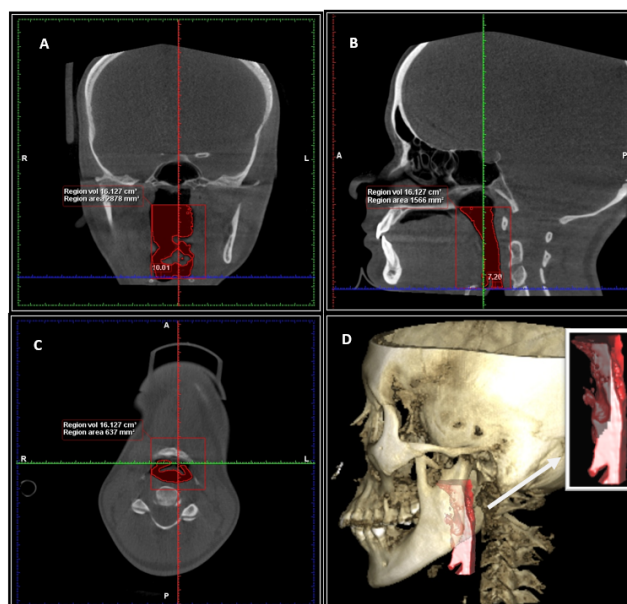 A
R
L
Region vol 16.127 cm³
Region area 2878 mm²
10.01
B
A
P
Region vol 16.127 cm³
Region area 1566 mm²
7.20
C
A
Region vol 16.127 cm³
Region area 637 mm²
R
L
P
D